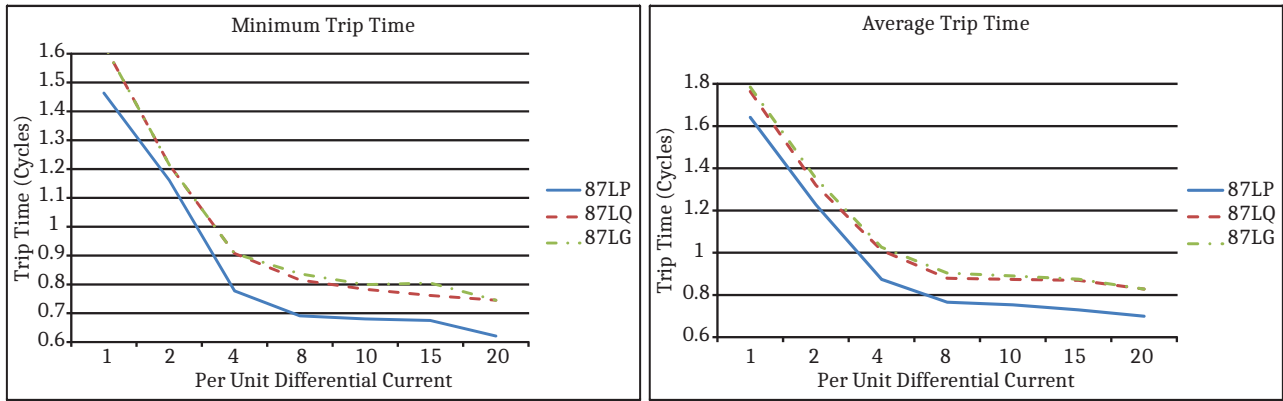 Minimum Trip Time
1.6
1.5
1.4
1.3
1.2
1.1
1
0.9
0.8
0.7
0.6
Trip Time (Cycles)
1 2 4 8 10 15 20
Per Unit Differential Current
87LP
87LQ
87LG
Average Trip Time
1.8
1.6
1.4
1.2
1
0.8
0.6
Trip Time (Cycles)
1 2 4 8 10 15 20
Per Unit Differential Current
87LP
87LQ
87LG